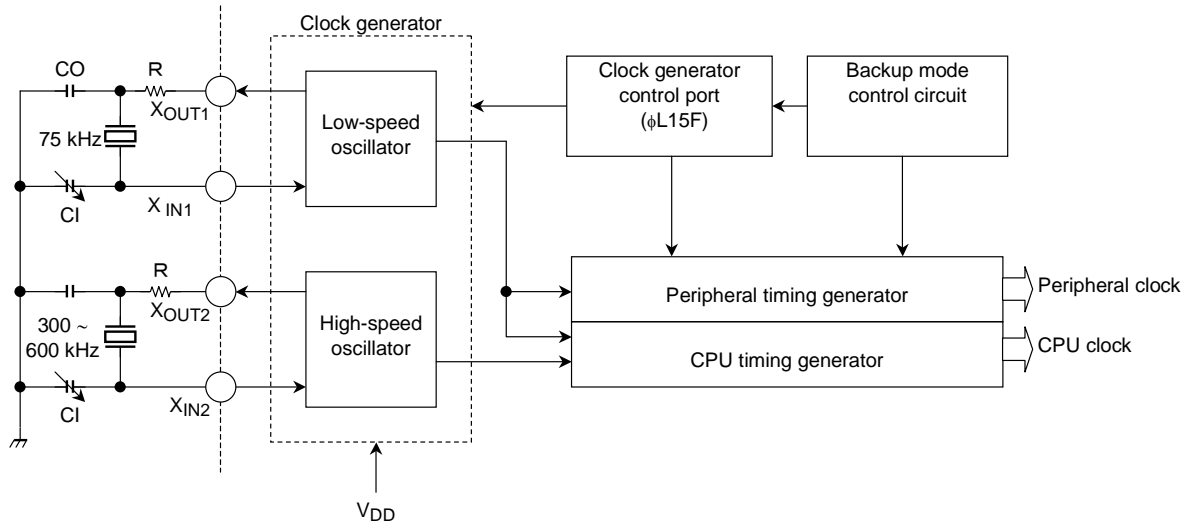 Clock generator
CO
R
XOUT1
75 kHz
CI
X IN1
Low-speed
oscillator
Clock generator
control port
(ϕL15F)
Backup mode
control circuit
R
XOUT2
300 ~
600 kHz
CI
XIN2
High-speed
oscillator
Peripheral timing generator
CPU timing generator
Peripheral clock
CPU clock
VDD